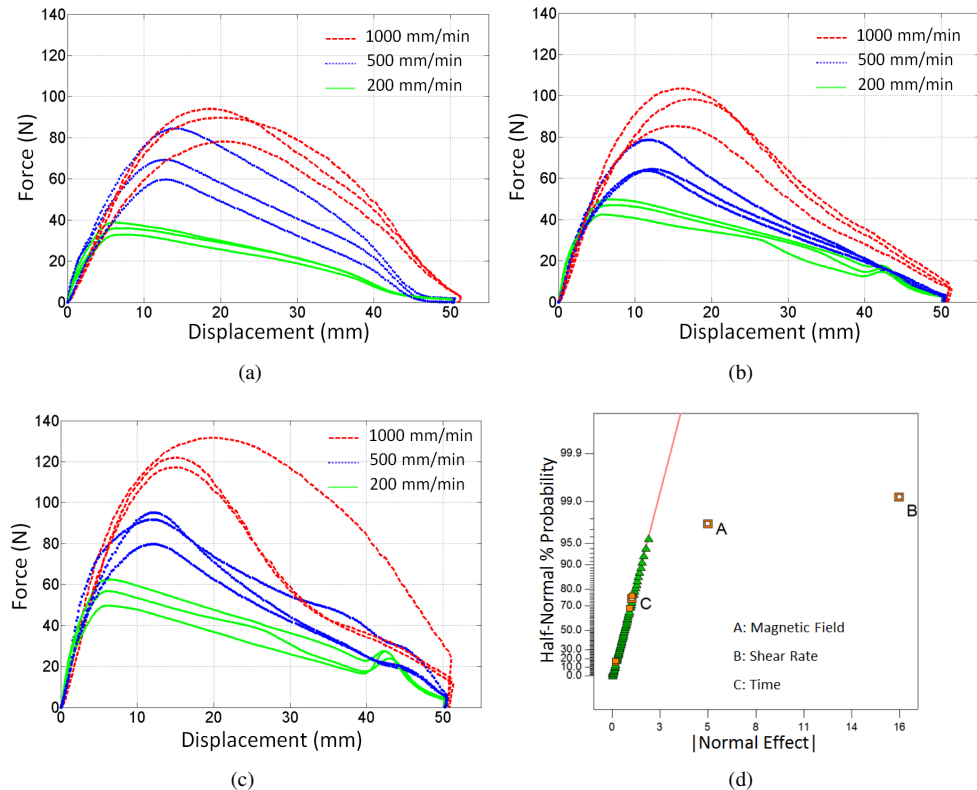 140
120
100
80
60
40
20
0
Force (N)
1000 mm/min
500 mm/min
200 mm/min
0 10 20 30 40 50
Displacement (mm)
(a)
140
120
100
80
60
40
20
0
Force (N)
1000 mm/min
500 mm/min
200 mm/min
0 10 20 30 40 50
Displacement (mm)
(b)
140
120
100
80
60
40
20
0
Force (N)
1000 mm/min
500 mm/min
200 mm/min
0 10 20 30 40 50
Displacement (mm)
(c)
Half-Normal % Probability
99.9
99.0
95.0
90.0
80.0
70.0
50.0
30.0
20.0
10.0
0.0
A
B
C
A: Magnetic Field
B: Shear Rate
C: Time
0 3 5 8 11 14 16
|Normal Effect|
(d)